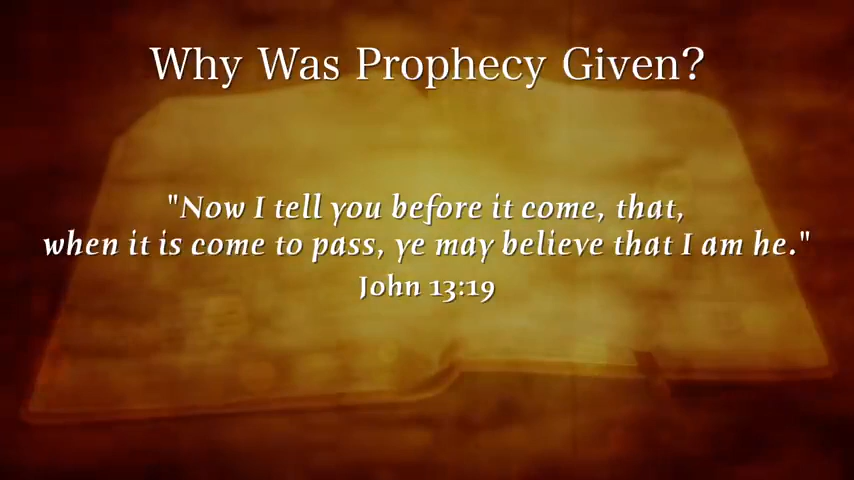 Why Was Prophecy Given?
"Now I tell you before it come, that,
when it is come to pass, ye may believe that I am he."
John 13:19